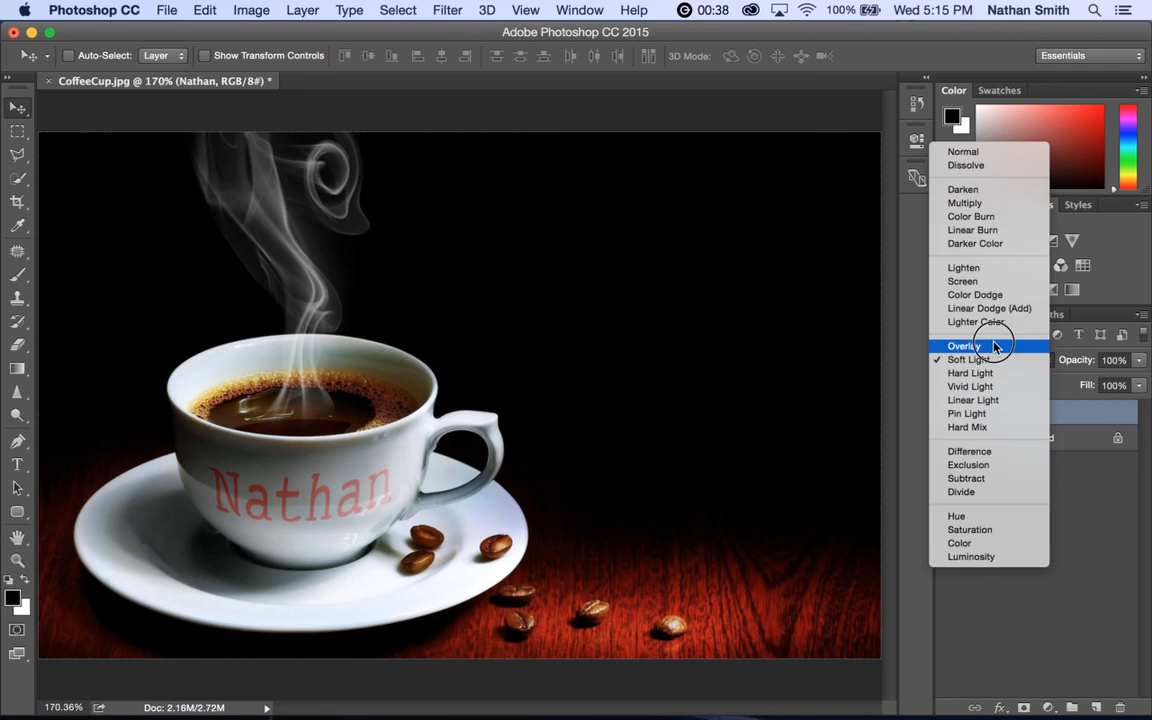 Photoshop CC File Edit Image Layer Type Select Filter 3D View Window Help 00:38 100% Wed 5:15 PM Nathan Smith
Adobe Photoshop CC 2015
Auto-Select: Layer Show Transform Controls 3D Mode: Essentials
CoffeeCup.jpg @ 170% (Nathan, RGB/8#) *
Color Swatches
Normal
Dissolve
Darken
Multiply
Styles
Color Burn
Linear Burn
Darker Color
Lighten
Screen
Color Dodge
Linear Dodge (Add)
Lighter Color
Overlay
Soft Light
Opacity: 100%
Hard Light
Vivid Light
Fill: 100%
Linear Light
Pin Light
Hard Mix
Difference
Exclusion
Subtract
Divide
Hue
Saturation
Color
Luminosity
Nathan
170.36% Doc: 2.16M/2.72M